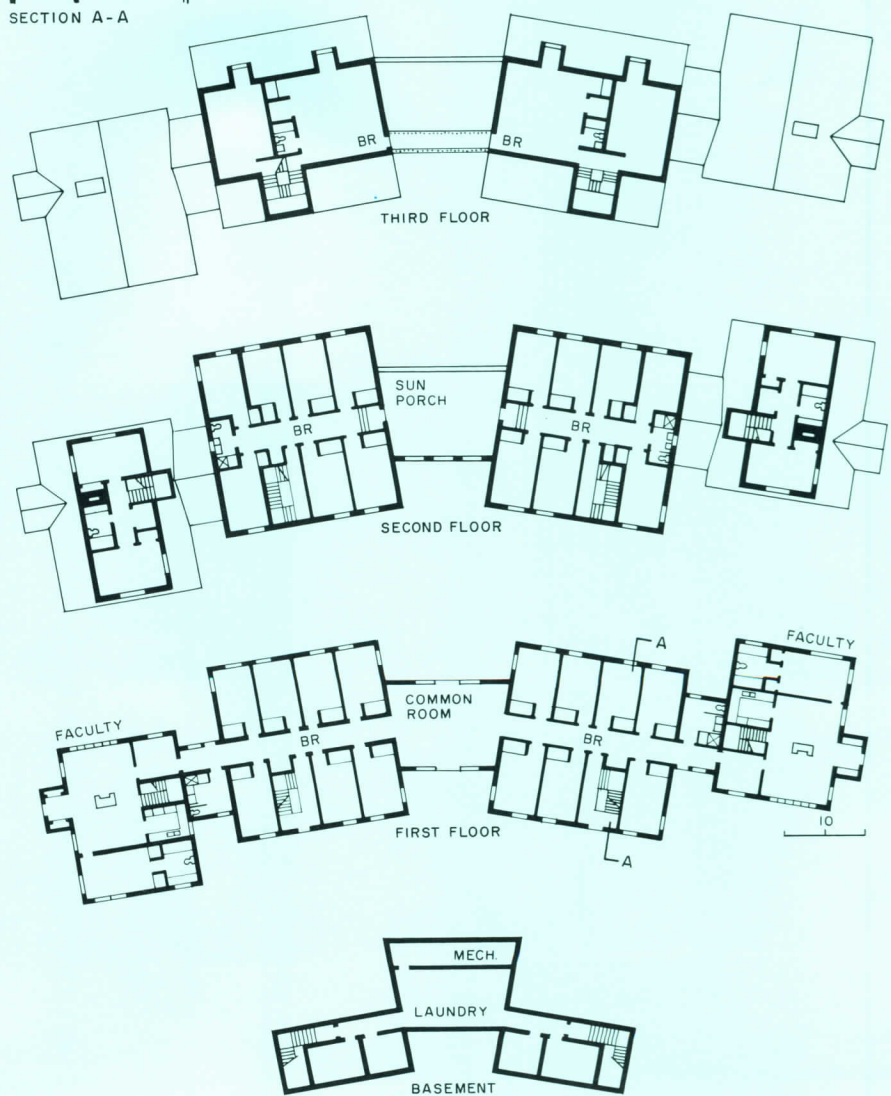 SECTION A-A
BR
BR
THIRD FLOOR
SUN
PORCH
BR
BR
SECOND FLOOR
A
FACULTY
COMMON
ROOM
FACULTY
BR
BR
10
FIRST FLOOR
A
MECH.
LAUNDRY
BASEMENT